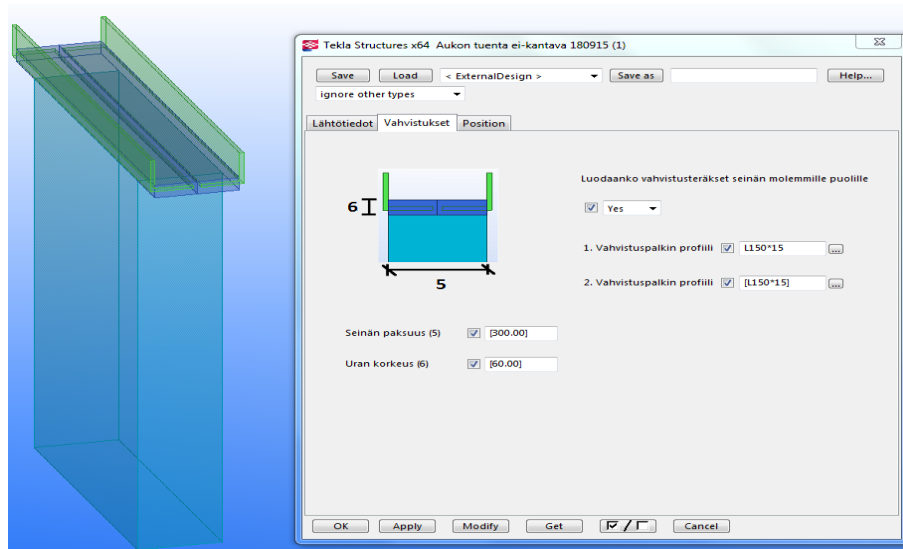 Tekla Structures x64 Aukon tuenta ei-kantava 180915 (1)
Save Load < ExternalDesign > Save as Help...
ignore other types
Lähtötiedot Vahvistukset Position
Luodaanko vahvistusteräkset seinän molemmille puolille
6
Yes
1. Vahvistuspalkin profiili L150*15 ...
5
2. Vahvistuspalkin profiili [L150*15] ...
Seinän paksuus (5) [300.00]
Uran korkeus (6) [60.00]
OK Apply Modify Get / Cancel